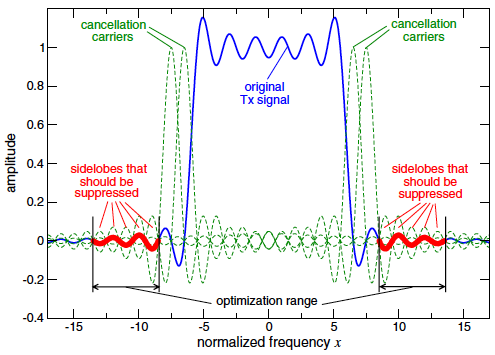 cancellation
carriers
cancellation
carriers
original
Tx signal
sidelobes that
should be
suppressed
sidelobes that
should be
suppressed
optimization range
amplitude
1
0.8
0.6
0.4
0.2
0
-0.2
-0.4
-15
-10
-5
0
5
10
15
normalized frequency x